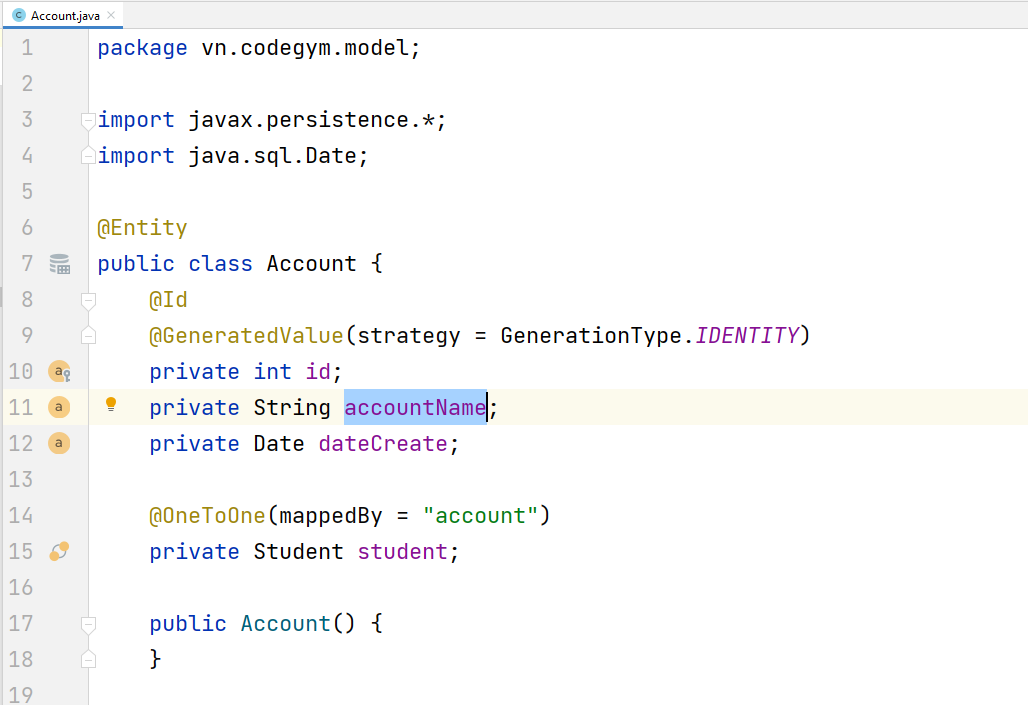 Account.java
1 package vn.codegym.model;
2
3 import javax.persistence.*;
4 import java.sql.Date;
5
6 @Entity
7 public class Account {
8     @Id
9     @GeneratedValue(strategy = GenerationType.IDENTITY)
10     private int id;
11     private String accountName;
12     private Date dateCreate;
13
14     @OneToOne(mappedBy = "account")
15     private Student student;
16
17     public Account() {
18     }
19